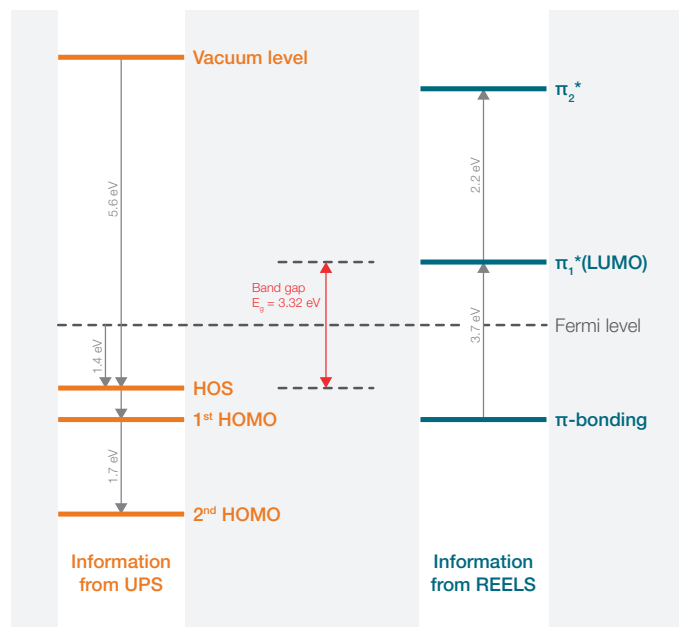 Vacuum level
π₂*
5.6 eV
2.2 eV
π₁*(LUMO)
Band gap
E₉ = 3.32 eV
Fermi level
1.4 eV
3.7 eV
HOS
1ˢᵗ HOMO
π-bonding
1.7 eV
2ⁿᵈ HOMO
Information
from UPS
Information
from REELS